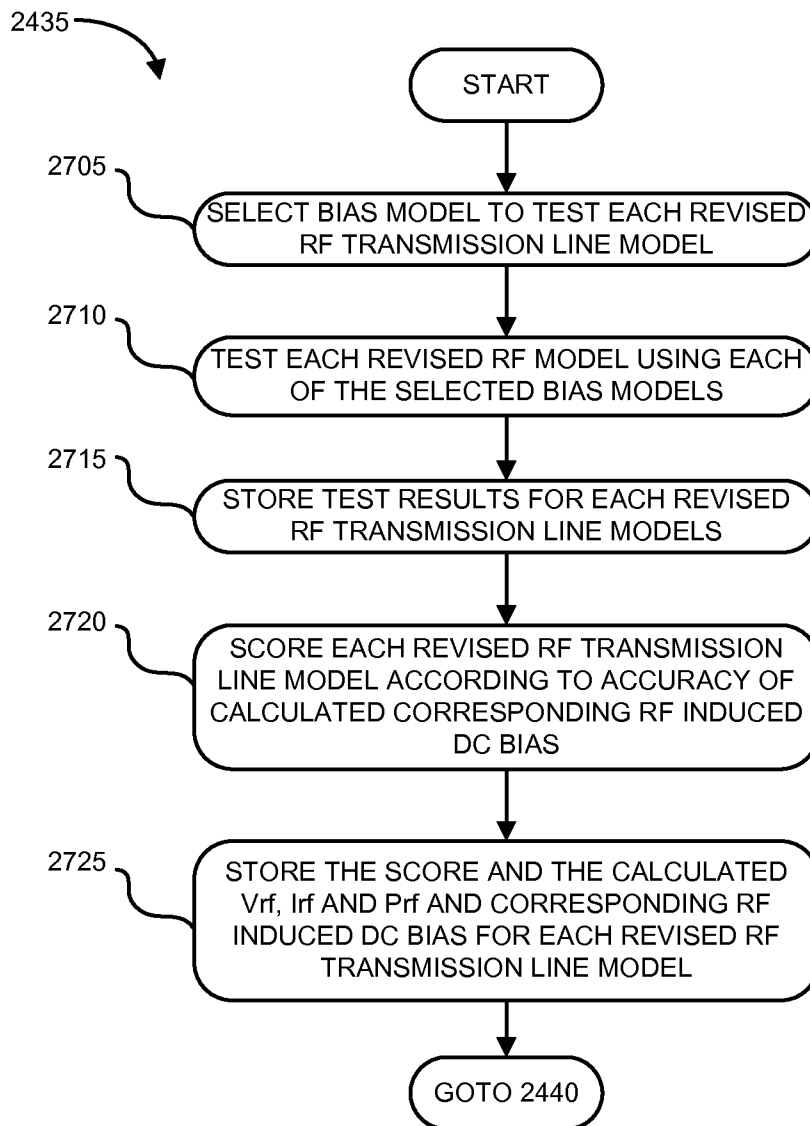 2435
START
2705
SELECT BIAS MODEL TO TEST EACH REVISED
RF TRANSMISSION LINE MODEL
2710
TEST EACH REVISED RF MODEL USING EACH
OF THE SELECTED BIAS MODELS
2715
STORE TEST RESULTS FOR EACH REVISED
RF TRANSMISSION LINE MODELS
2720
SCORE EACH REVISED RF TRANSMISSION
LINE MODEL ACCORDING TO ACCURACY OF
CALCULATED CORRESPONDING RF INDUCED
DC BIAS
2725
STORE THE SCORE AND THE CALCULATED
Vrf, Irf AND Prf AND CORRESPONDING RF
INDUCED DC BIAS FOR EACH REVISED RF
TRANSMISSION LINE MODEL
GOTO 2440